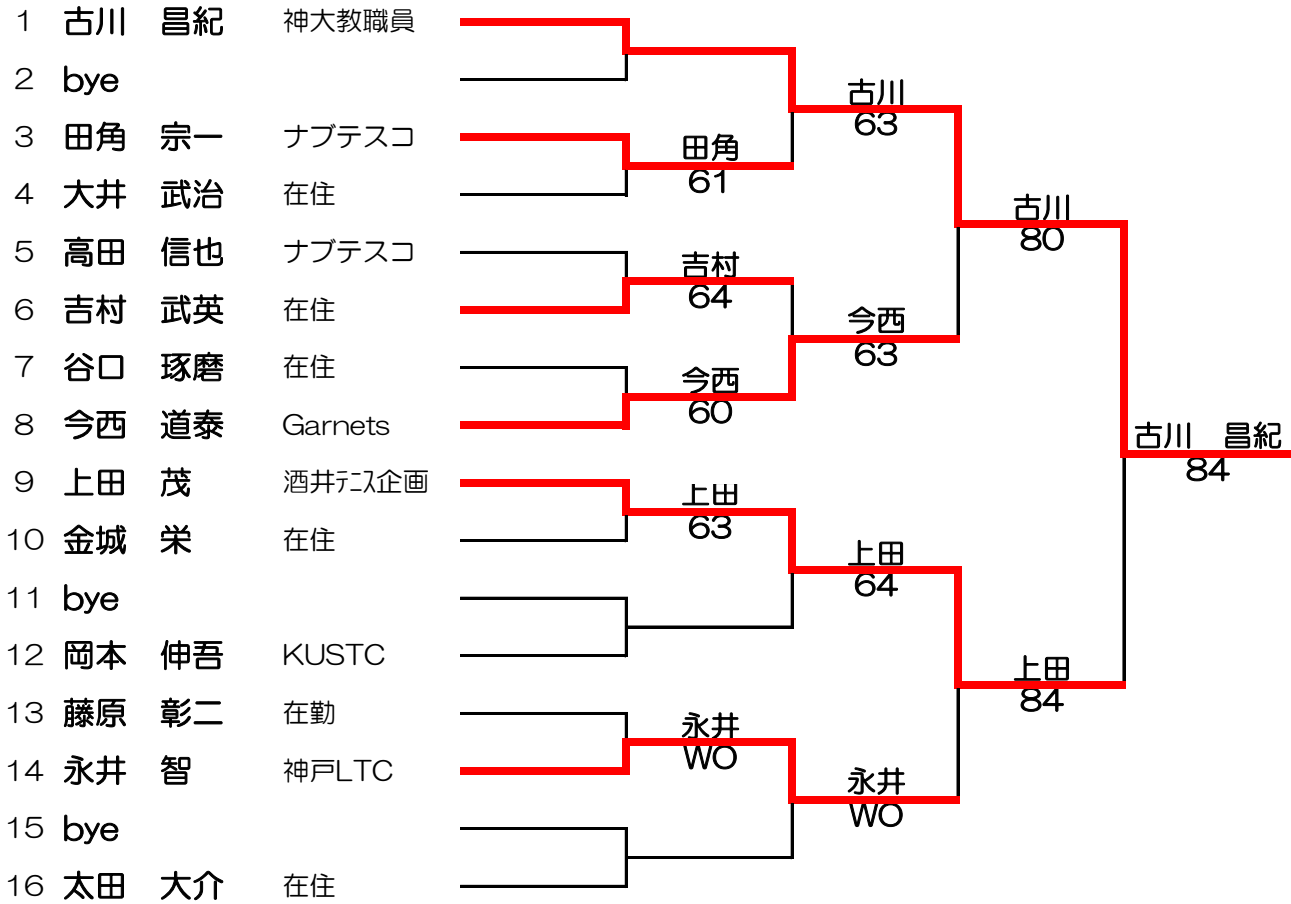 1 古川 昌紀 神大教職員
2 bye
3 田角 宗一 ナブテスコ
4 大井 武治 在住
5 高田 信也 ナブテスコ
6 吉村 武英 在住
7 谷口 琢磨 在住
8 今西 道泰 Garnets
9 上田 茂 酒井テニス企画
10 金城 栄 在住
11 bye
12 岡本 伸吾 KUSTC
13 藤原 彰二 在勤
14 永井 智 神戸LTC
15 bye
16 太田 大介 在住
田角
61
吉村
64
今西
60
上田
63
永井
WO
古川
63
今西
63
上田
64
永井
WO
古川
80
上田
84
古川 昌紀
84